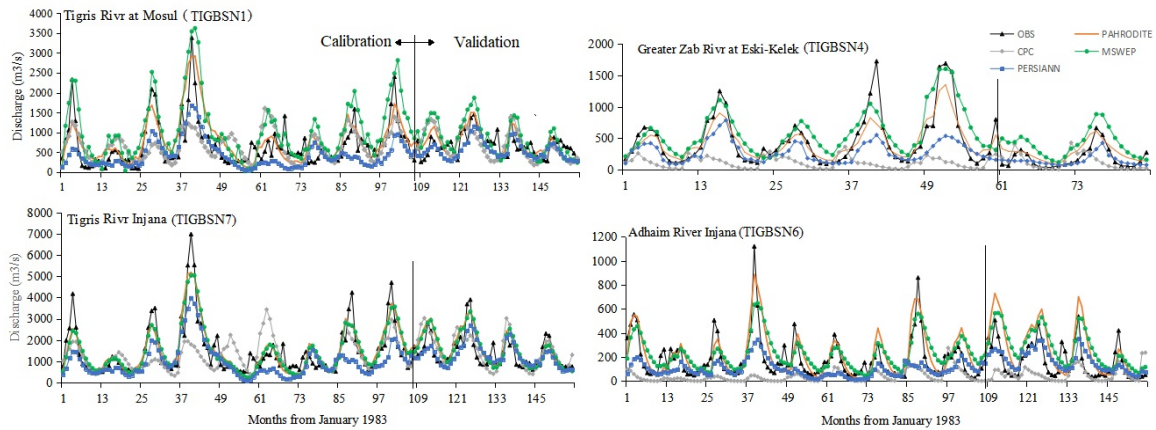 Tigris Rivr at Mosul ( TIGBSN1)
4000
3500
3000
2500
2000
1500
1000
500
0
Discharge (m3/s)
Calibration
Validation
1 13 25 37 49 61 73 85 97 109 121 133 145
Greater Zab Rivr at Eski-Kelek (TIGBSN4)
OBS
PAHRODITE
CPC
MSWEP
PERSIANN
2000
1500
1000
500
0
1 13 25 37 49 61 73
Tigris Rivr Injana (TIGBSN7)
8000
7000
6000
5000
4000
3000
2000
1000
0
Discharge (m3/s)
1 13 25 37 49 61 73 85 97 109 121 133 145
Months from January 1983
Adhaim River Injana (TIGBSN6)
1200
1000
800
600
400
200
0
1 13 25 37 49 61 73 85 97 109 121 133 145
Months from January 1983